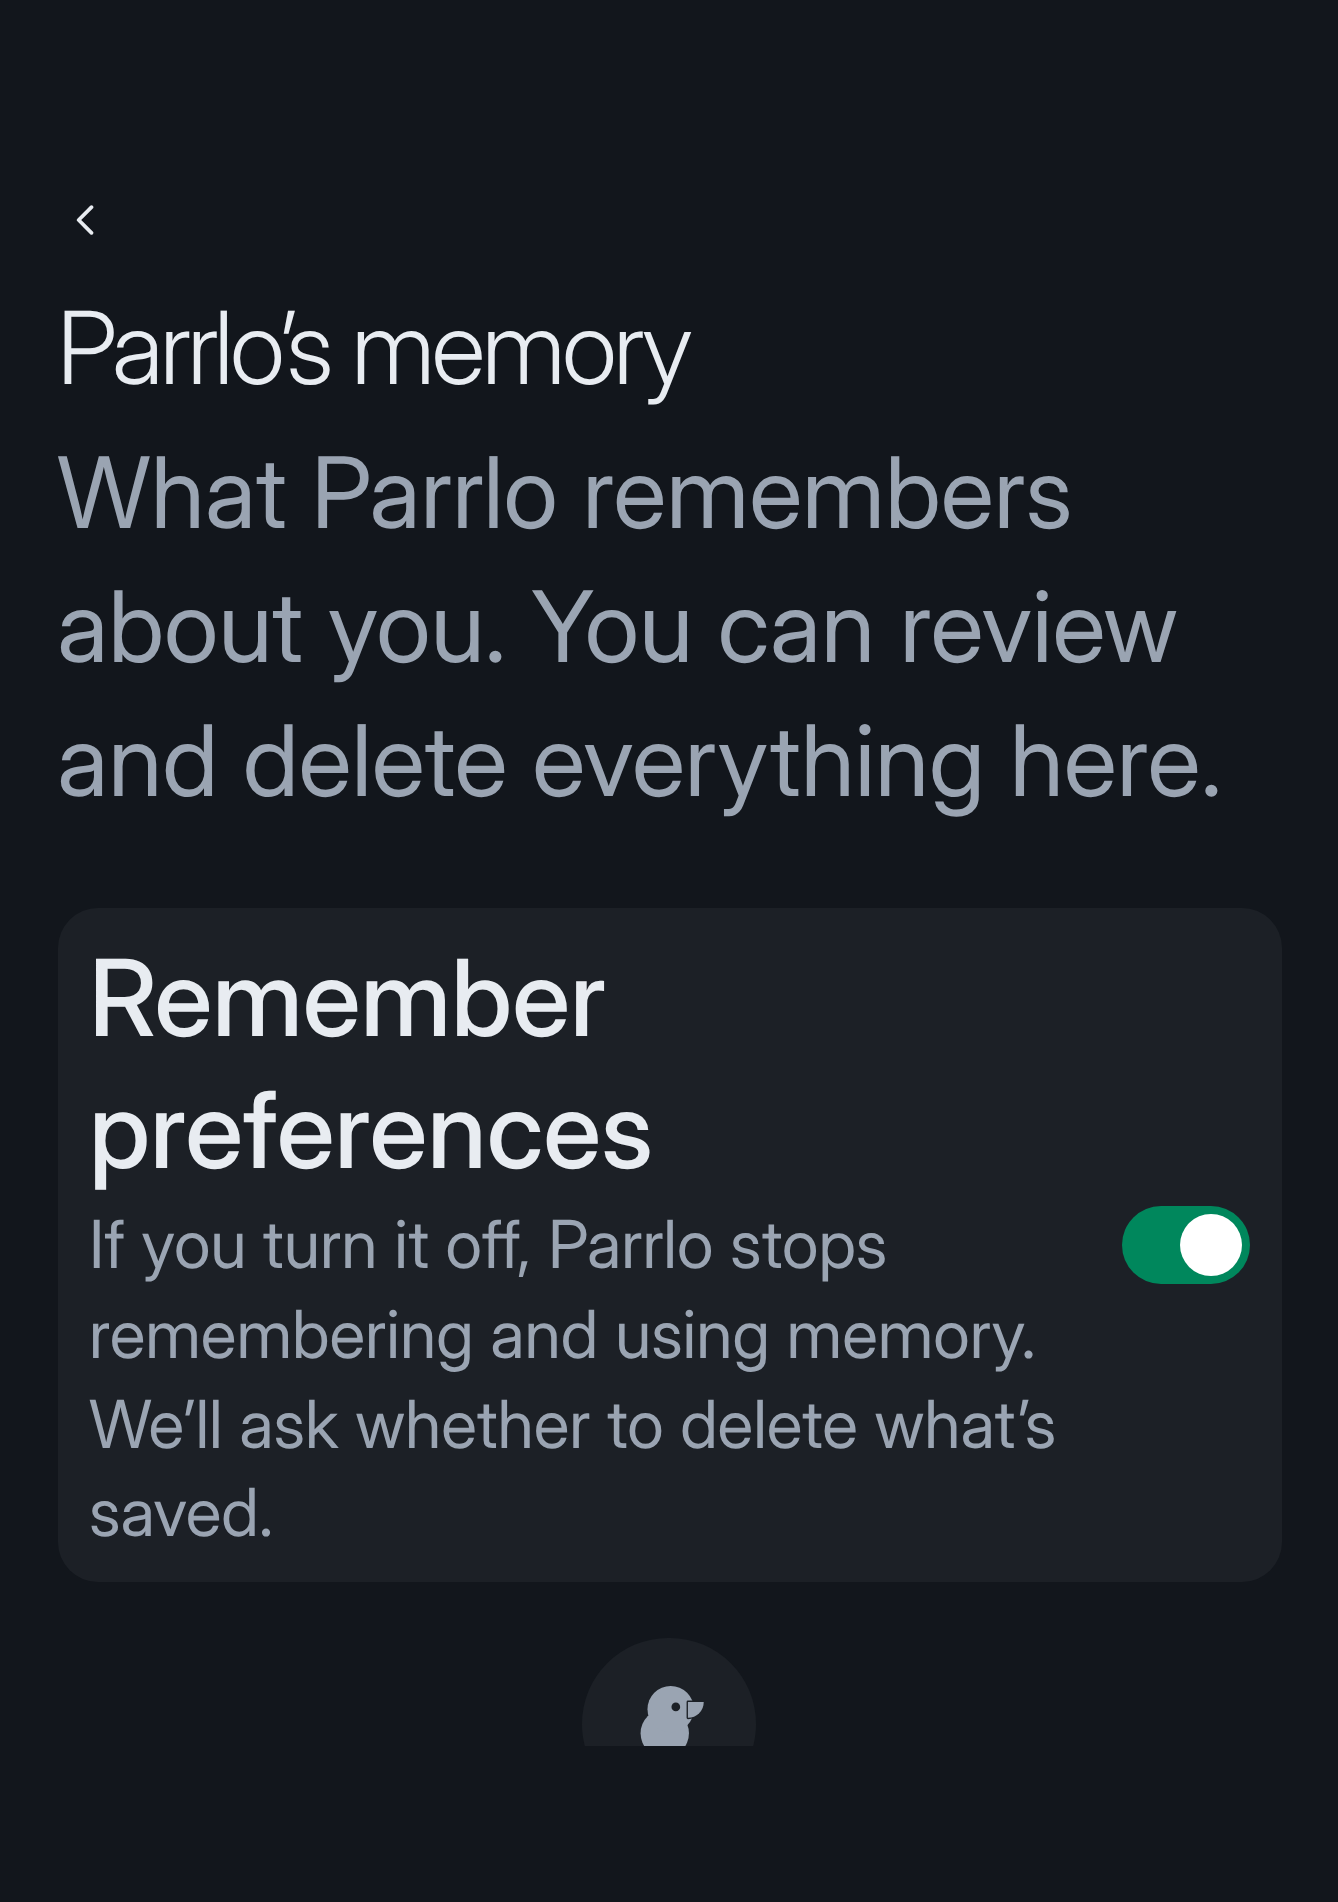 Parrlo’s memory
What Parrlo remembers
about you. You can review
and delete everything here.
Remember
preferences
If you turn it off, Parrlo stops
remembering and using memory.
We’ll ask whether to delete what’s
saved.